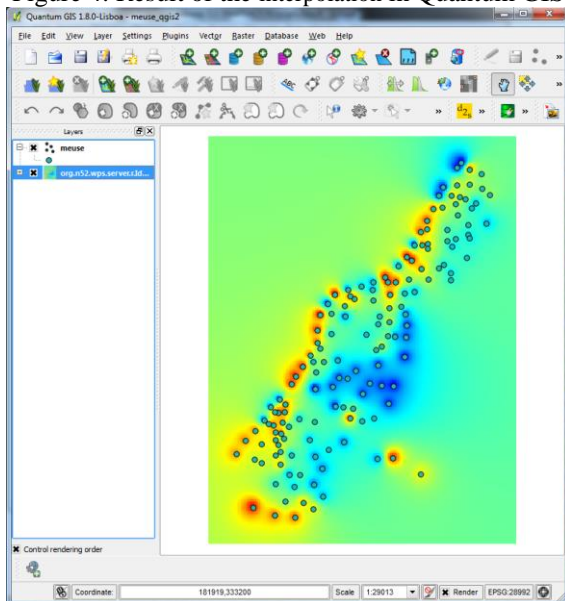 Figure 4: Result of the interpolation in Quantum GIS
Quantum GIS 1.8.0-Lisboa - meuse_qgis2
File Edit View Layer Settings Plugins Vector Raster Database Web Help
Layers
meuse
org.n52.wps.server.r.id...
Control rendering order
Coordinate: 181919,333200 Scale 1:29013 Render EPSG:28992